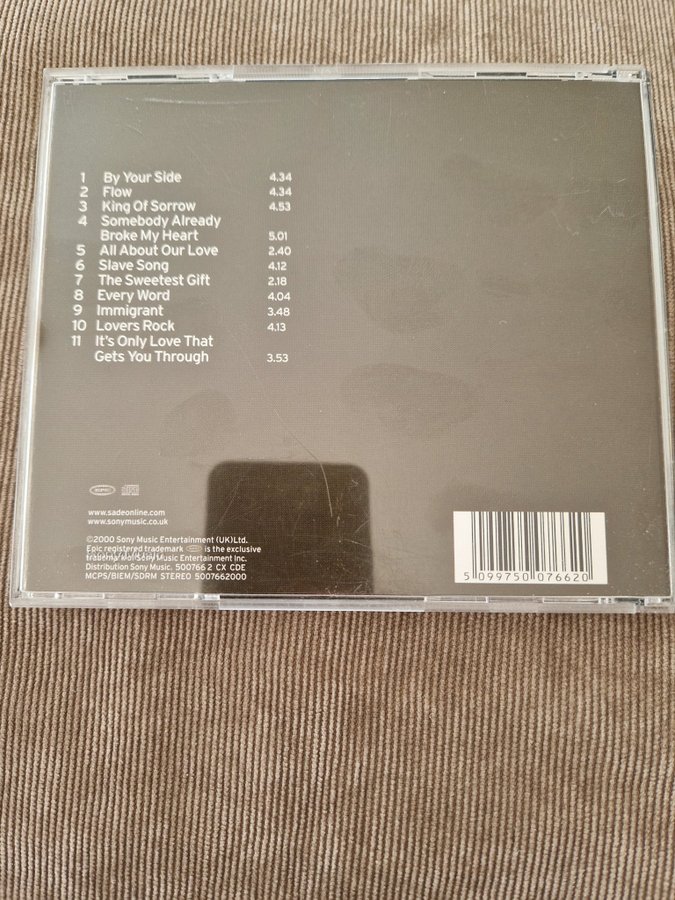 1 By Your Side 4.34
2 Flow 4.34
3 King Of Sorrow 4.53
4 Somebody Already
Broke My Heart 5.01
5 All About Our Love 2.40
6 Slave Song 4.12
7 The Sweetest Gift 2.18
8 Every Word 4.04
9 Immigrant 3.48
10 Lovers Rock 4.13
11 It's Only Love That
Gets You Through 3.53
epic
www.sadeonline.com
www.sonymusic.co.uk
©2000 Sony Music Entertainment (UK)Ltd.
Epic registered trademark epic is the exclusive
trademark of Sony Music Entertainment Inc.
Distribution Sony Music. 500766 2 CX CDE
MCPS/BIEM/SDRM STEREO 5007662000
5 099750 076620